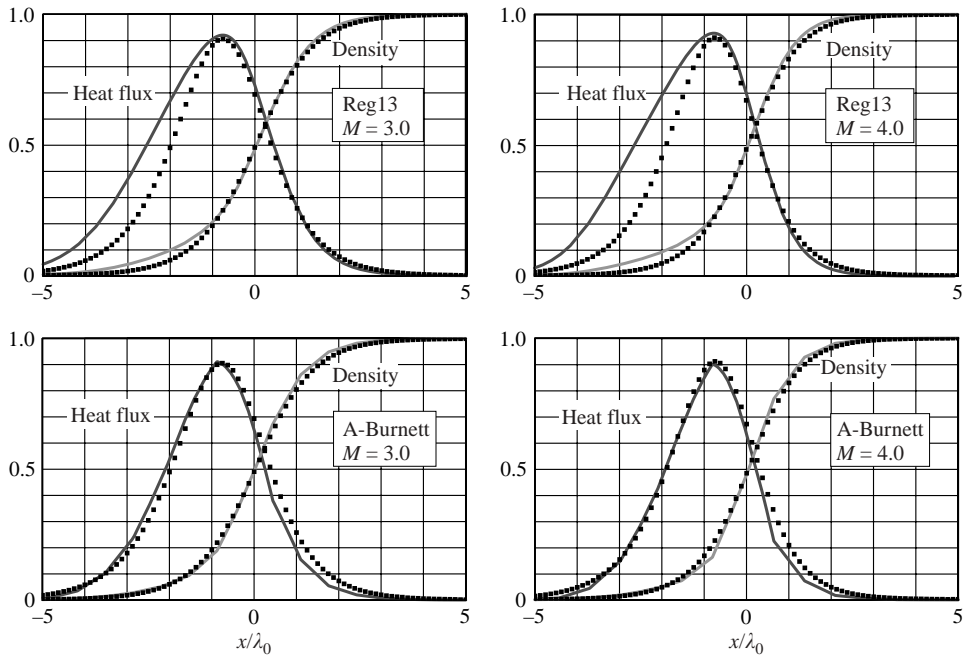 1.0
1.0
Density
Density
Heat flux
Heat flux
Reg13
M = 3.0
Reg13
M = 4.0
0.5
0.5
0
0
–5
0
5
–5
0
5
1.0
1.0
Density
Density
Heat flux
Heat flux
A-Burnett
M = 3.0
A-Burnett
M = 4.0
0.5
0.5
0
0
–5
0
5
–5
0
5
x/λ₀
x/λ₀